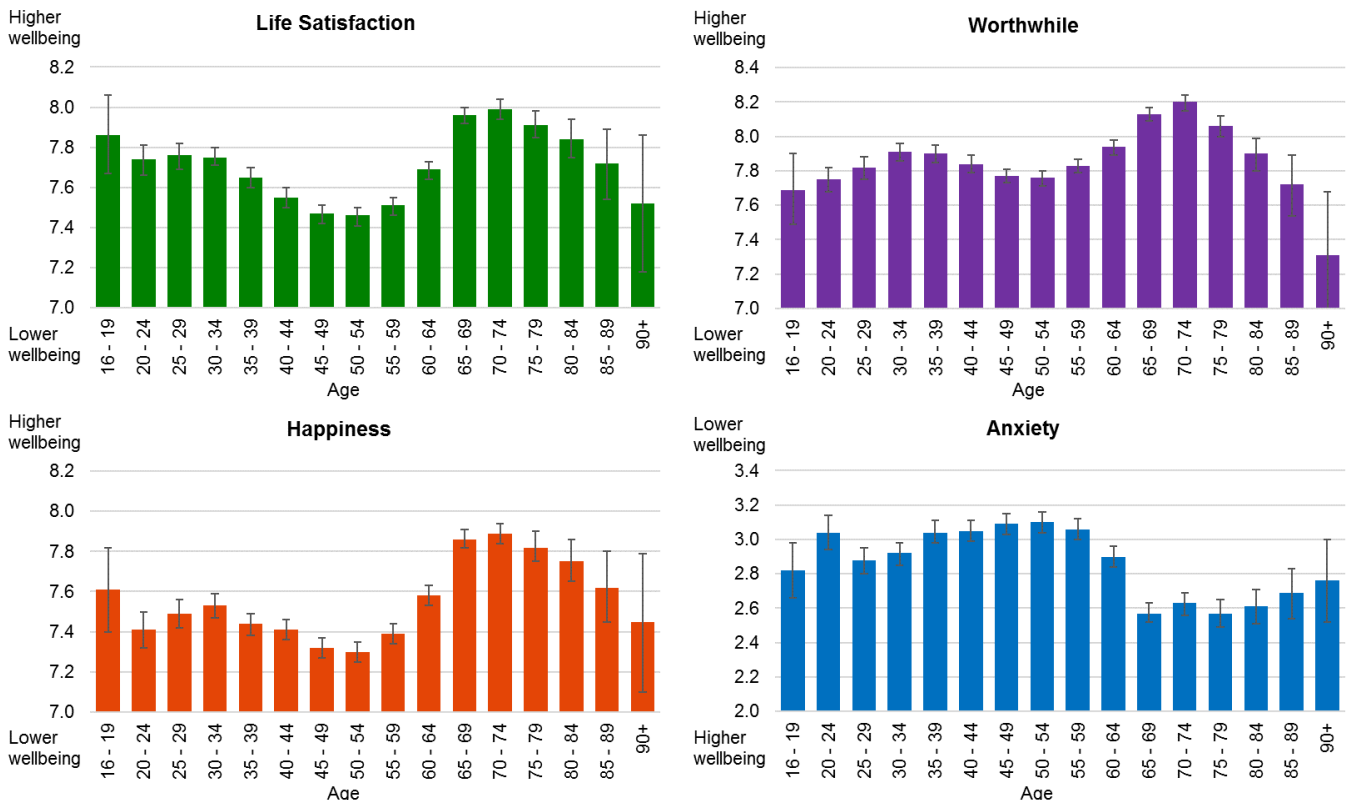 Higher
wellbeing
Life Satisfaction
8.2
8.0
7.8
7.6
7.4
7.2
7.0
Lower
wellbeing
16 - 19
20 - 24
25 - 29
30 - 34
35 - 39
40 - 44
45 - 49
50 - 54
55 - 59
60 - 64
65 - 69
70 - 74
75 - 79
80 - 84
85 - 89
90+
Age
Higher
wellbeing
Worthwhile
8.4
8.2
8.0
7.8
7.6
7.4
7.2
7.0
Lower
wellbeing
16 - 19
20 - 24
25 - 29
30 - 34
35 - 39
40 - 44
45 - 49
50 - 54
55 - 59
60 - 64
65 - 69
70 - 74
75 - 79
80 - 84
85 - 89
90+
Age
Higher
wellbeing
Happiness
8.2
8.0
7.8
7.6
7.4
7.2
7.0
Lower
wellbeing
16 - 19
20 - 24
25 - 29
30 - 34
35 - 39
40 - 44
45 - 49
50 - 54
55 - 59
60 - 64
65 - 69
70 - 74
75 - 79
80 - 84
85 - 89
90+
Age
Lower
wellbeing
Anxiety
3.4
3.2
3.0
2.8
2.6
2.4
2.2
2.0
Higher
wellbeing
16 - 19
20 - 24
25 - 29
30 - 34
35 - 39
40 - 44
45 - 49
50 - 54
55 - 59
60 - 64
65 - 69
70 - 74
75 - 79
80 - 84
85 - 89
90+
Age